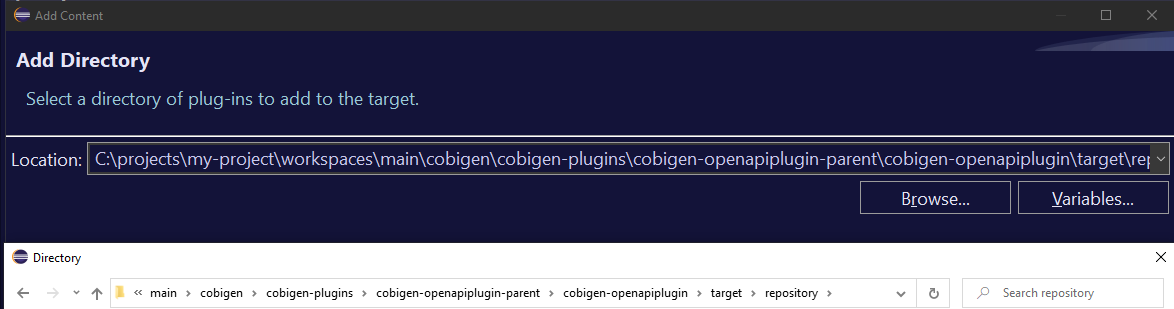 Add Content
Add Directory
Select a directory of plug-ins to add to the target.
Location: C:\projects\my-project\workspaces\main\cobigen\cobigen-plugins\cobigen-openapiplugin-parent\cobigen-openapiplugin\target\rep
Browse... Variables...
Directory
« main › cobigen › cobigen-plugins › cobigen-openapiplugin-parent › cobigen-openapiplugin › target › repository › Search repository